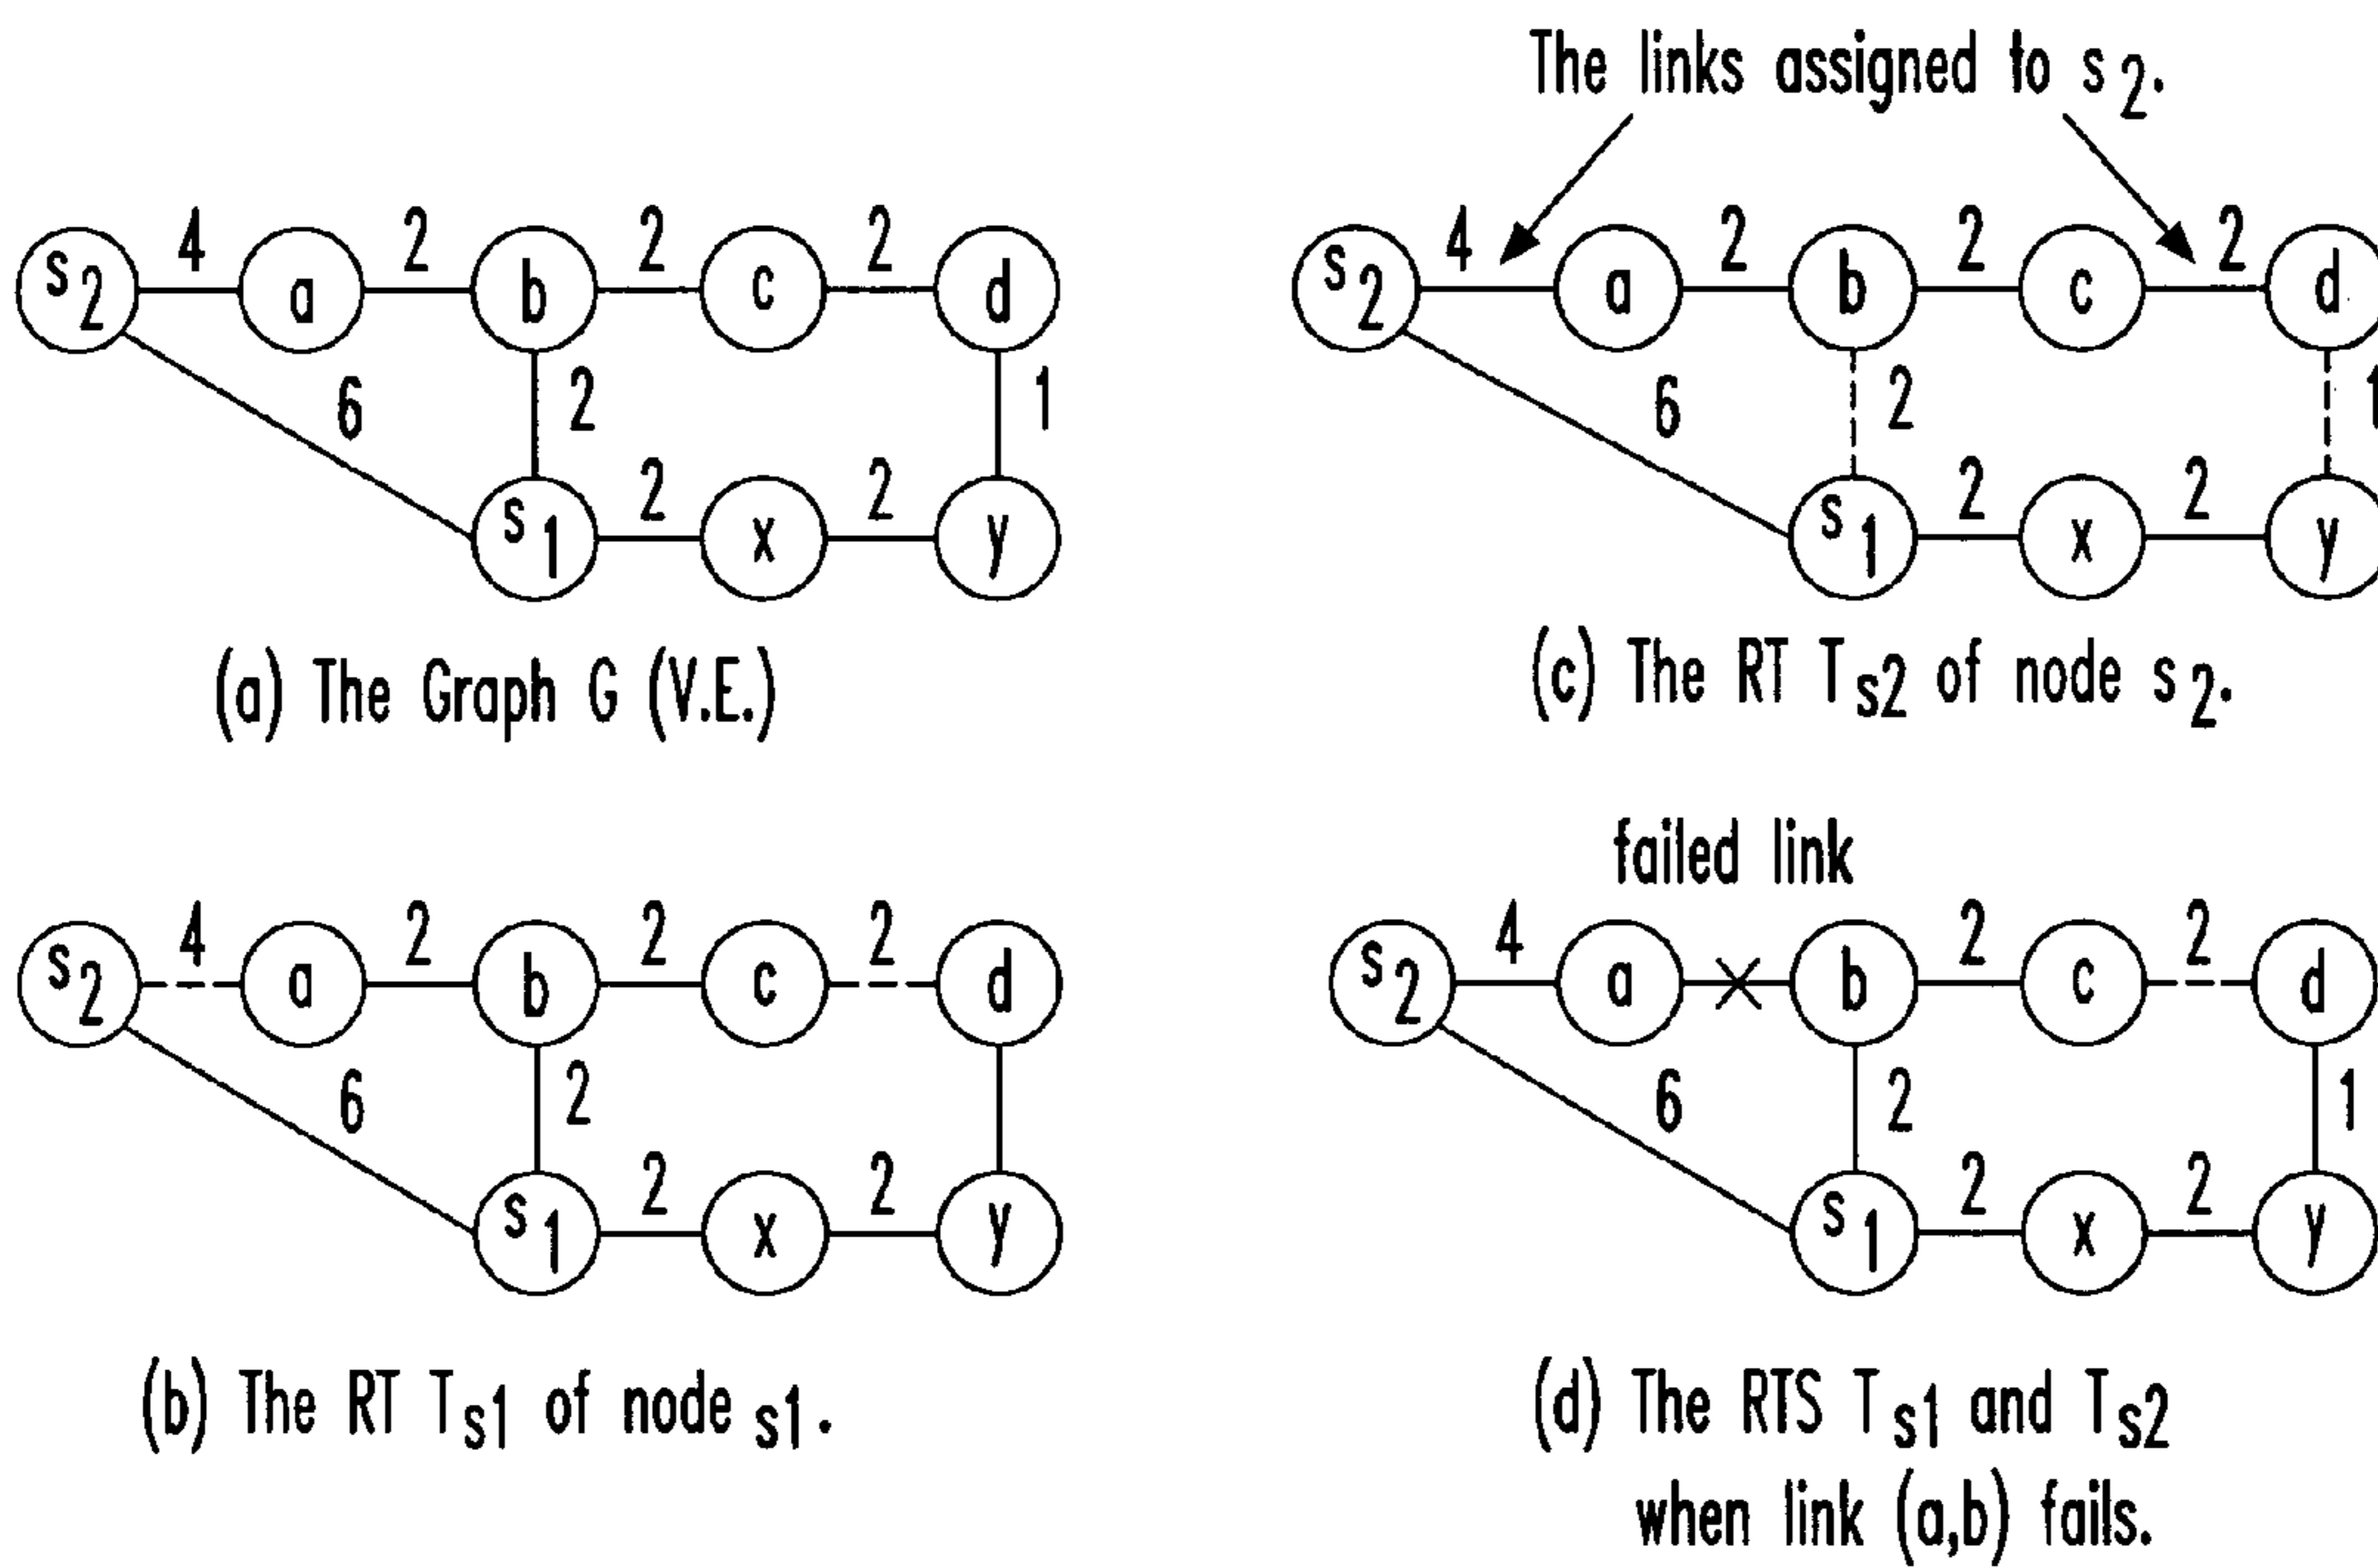 4 2 2 2
s2 a b c d
6 2 1
2 2
s1 x y
(a) The Graph G (V.E.)
4 2 2 2
s2 a b c d
6 2
2 2
s1 x y
(b) The RT Ts1 of node s1.
The links assigned to s2.
4 2 2 2
s2 a b c d
6 2 1
2 2
s1 x y
(c) The RT Ts2 of node s2.
failed link
4 2 2
s2 a b c d
6 2 1
2 2
s1 x y
(d) The RTS Ts1 and Ts2
when link (a,b) fails.